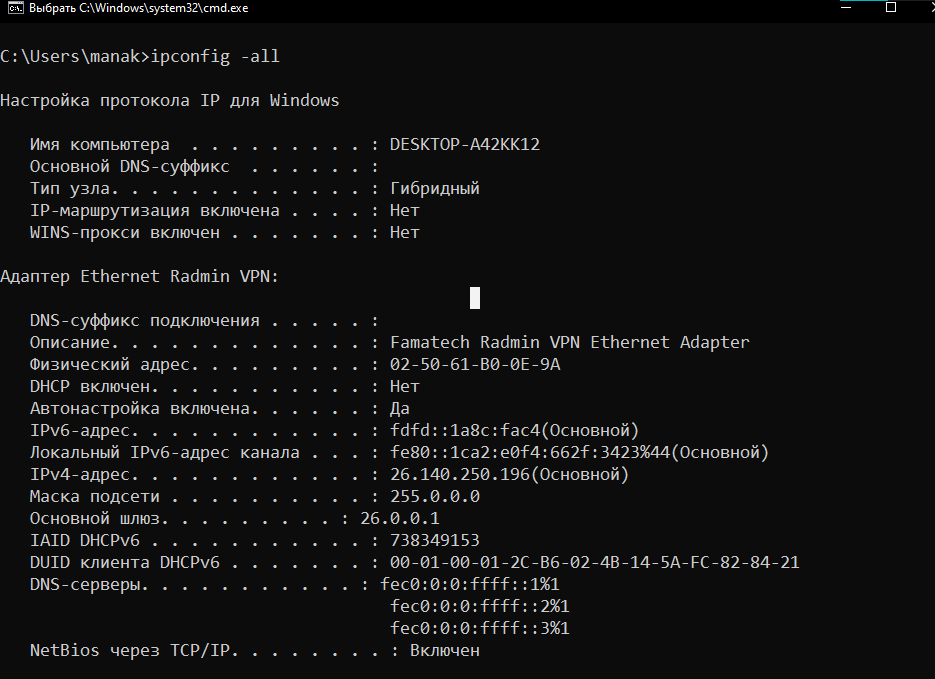 Выбрать C:\Windows\system32\cmd.exe
C:\Users\manak>ipconfig -all
Настройка протокола IP для Windows
Имя компьютера  . . . . . . . . . : DESKTOP-A42KK12
Основной DNS-суффикс  . . . . . . :
Тип узла. . . . . . . . . . . . . : Гибридный
IP-маршрутизация включена . . . . : Нет
WINS-прокси включен . . . . . . . : Нет
Адаптер Ethernet Radmin VPN:
DNS-суффикс подключения . . . . . :
Описание. . . . . . . . . . . . . : Famatech Radmin VPN Ethernet Adapter
Физический адрес. . . . . . . . . : 02-50-61-B0-0E-9A
DHCP включен. . . . . . . . . . . : Нет
Автонастройка включена. . . . . . : Да
IPv6-адрес. . . . . . . . . . . . : fdfd::1a8c:fac4(Основной)
Локальный IPv6-адрес канала . . . : fe80::1ca2:e0f4:662f:3423%44(Основной)
IPv4-адрес. . . . . . . . . . . . : 26.140.250.196(Основной)
Маска подсети . . . . . . . . . . : 255.0.0.0
Основной шлюз. . . . . . . . . : 26.0.0.1
IAID DHCPv6 . . . . . . . . . . . : 738349153
DUID клиента DHCPv6 . . . . . . . : 00-01-00-01-2C-B6-02-4B-14-5A-FC-82-84-21
DNS-серверы. . . . . . . . . . . : fec0:0:0:ffff::1%1
fec0:0:0:ffff::2%1
fec0:0:0:ffff::3%1
NetBios через TCP/IP. . . . . . . . : Включен